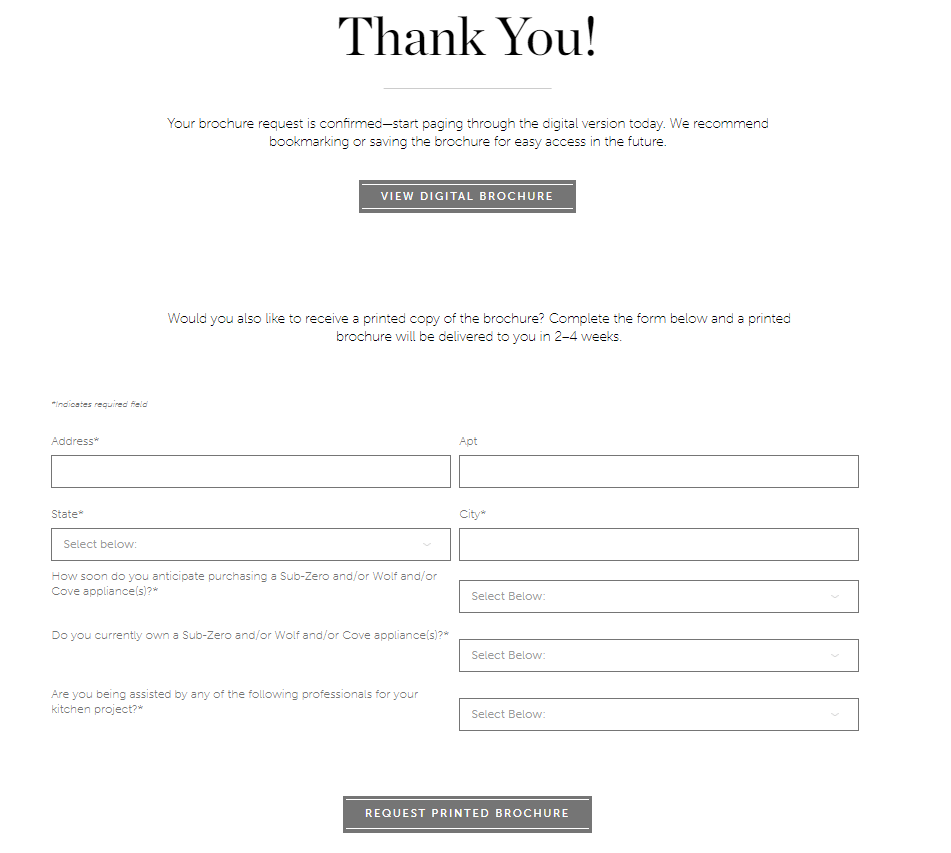 Thank You!
Your brochure request is confirmed—start paging through the digital version today. We recommend
bookmarking or saving the brochure for easy access in the future.
VIEW DIGITAL BROCHURE
Would you also like to receive a printed copy of the brochure? Complete the form below and a printed
brochure will be delivered to you in 2–4 weeks.
*Indicates required field
Address*
Apt
State*
City*
Select below:
How soon do you anticipate purchasing a Sub-Zero and/or Wolf and/or
Cove appliance(s)?*
Select Below:
Do you currently own a Sub-Zero and/or Wolf and/or Cove appliance(s)?*
Select Below:
Are you being assisted by any of the following professionals for your
kitchen project?*
Select Below:
REQUEST PRINTED BROCHURE